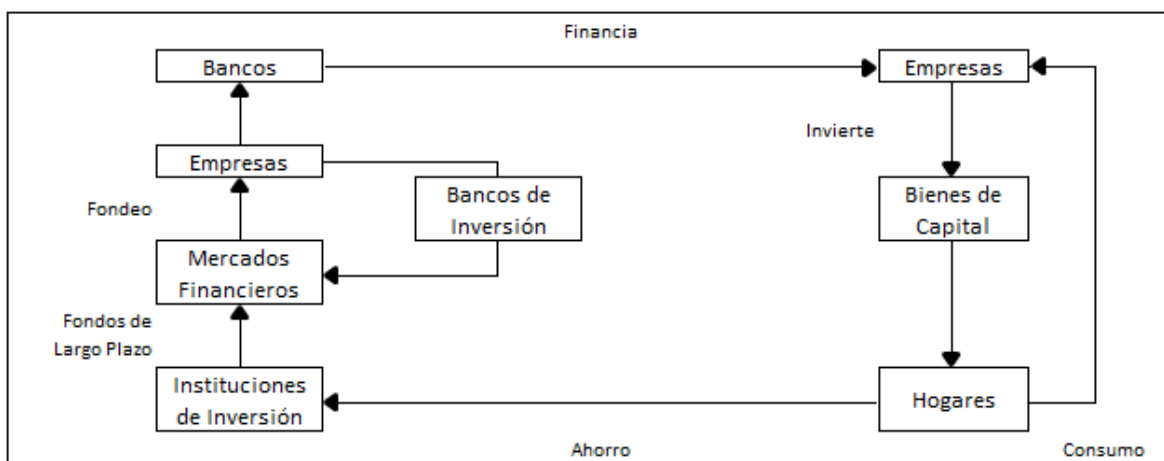 Financia
Bancos
Empresas
Invierte
Empresas
Bancos de
Inversión
Bienes de
Capital
Fondeo
Mercados
Financieros
Fondos de
Largo Plazo
Instituciones
de Inversión
Hogares
Ahorro
Consumo